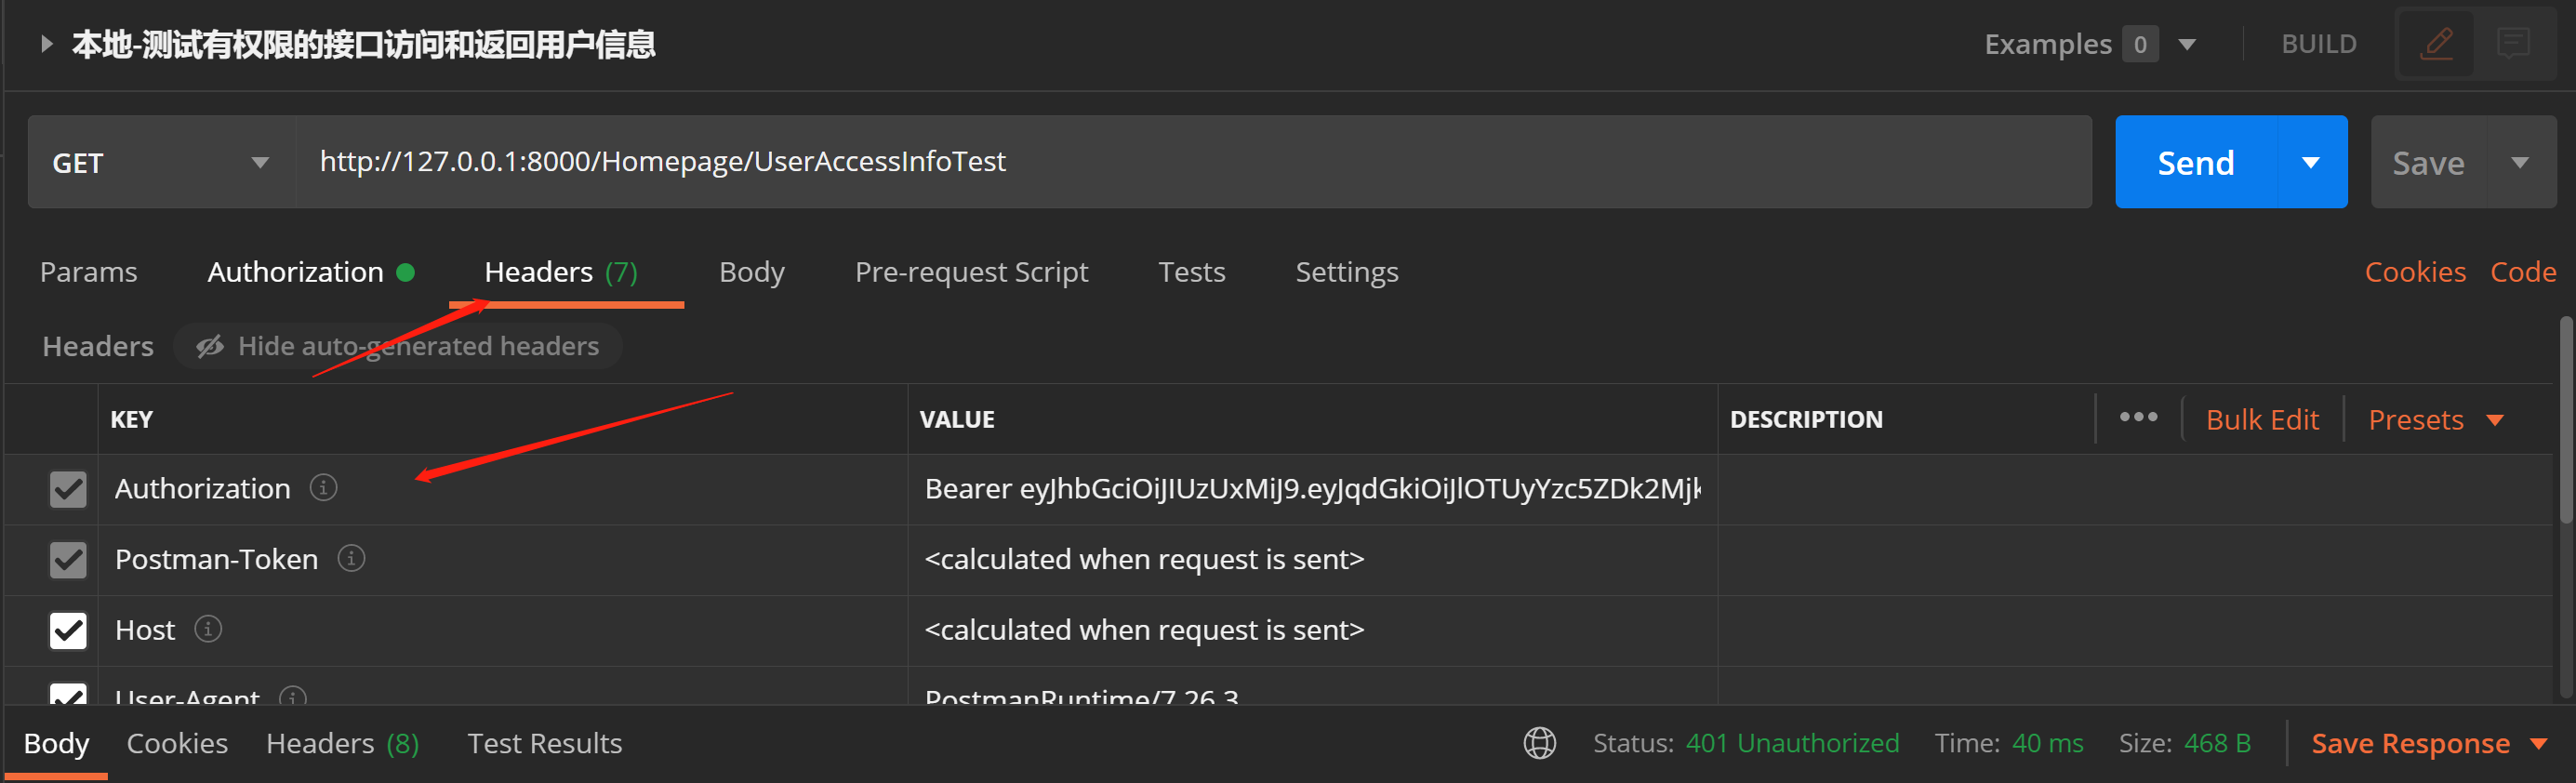 本地-测试有权限的接口访问和返回用户信息 Examples 0 BUILD
GET http://127.0.0.1:8000/Homepage/UserAccessInfoTest Send Save
Params Authorization Headers (7) Body Pre-request Script Tests Settings Cookies Code
Headers Hide auto-generated headers
KEY VALUE DESCRIPTION ••• Bulk Edit Presets
Authorization Bearer eyJhbGciOiJIUzUxMiJ9.eyJqdGkiOiJlOTUyYzc5ZDk2Mjk
Postman-Token <calculated when request is sent>
Host <calculated when request is sent>
User-Agent PostmanRuntime/7.26.3
Body Cookies Headers (8) Test Results Status: 401 Unauthorized Time: 40 ms Size: 468 B Save Response